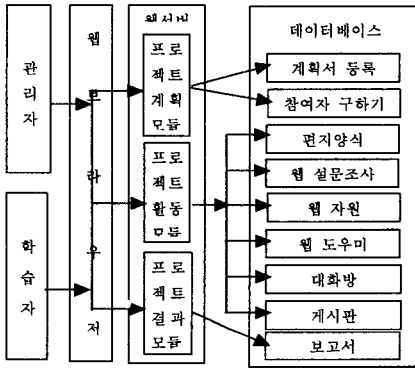 관리자
학습자
웹브라우저
웹서버
프로젝트계획모듈
프로젝트활동모듈
프로젝트결과모듈
데이터베이스
계획서 등록
참여자 구하기
편지양식
웹 설문조사
웹 자원
웹 도우미
대화방
게시판
보고서